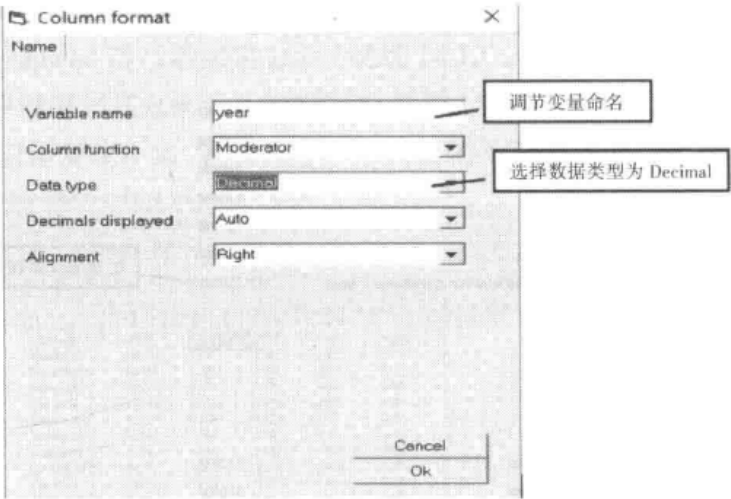 Column format
Name
Variable name
year
调节变量命名
Column function
Moderator
Data type
Decimal
选择数据类型为 Decimal
Decimals displayed
Auto
Alignment
Right
Cancel
Ok